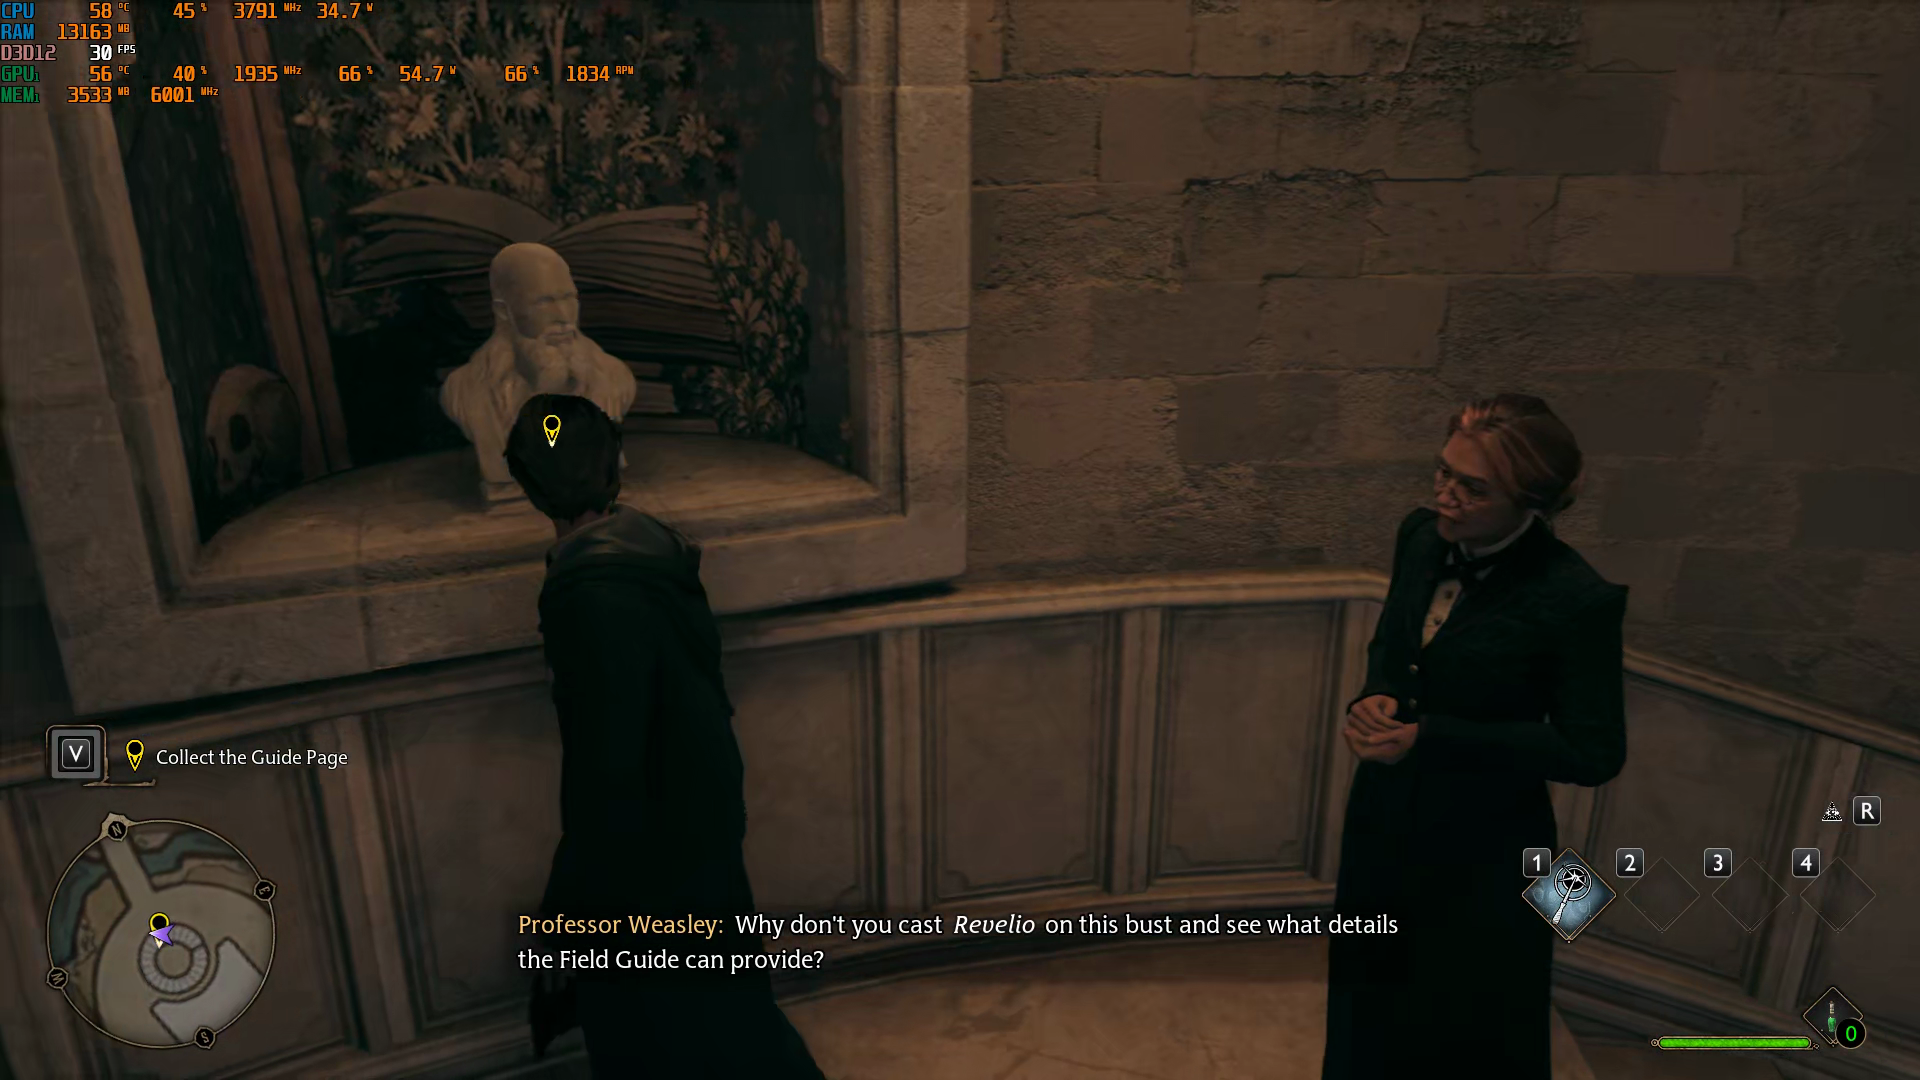 CPU 58 °C 45 % 3791 MHz 34.7 W
RAM 13163 MB
D3D12 30 FPS
GPU1 56 °C 40 % 1935 MHz 66 % 54.7 W 66 % 1834 RPM
MEM1 3533 MB 6001 MHz
V Collect the Guide Page
N
E
W
S
R
1 2 3 4
Professor Weasley: Why don't you cast Revelio on this bust and see what details
the Field Guide can provide?
0